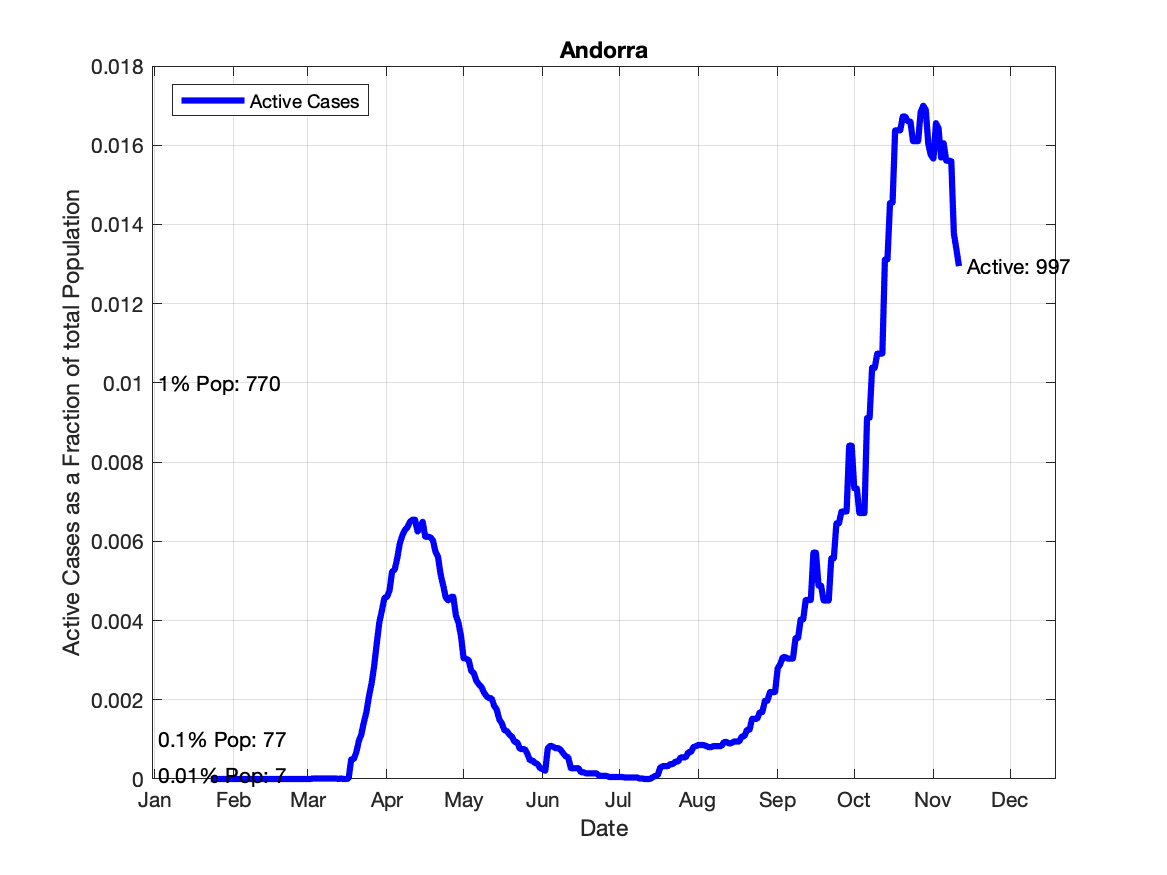 Andorra
Active Cases
Active Cases as a Fraction of total Population
0.018
0.016
0.014
0.012
0.01
0.008
0.006
0.004
0.002
0
1% Pop: 770
0.1% Pop: 77
0.01% Pop: 7
Active: 997
Jan Feb Mar Apr May Jun Jul Aug Sep Oct Nov Dec
Date